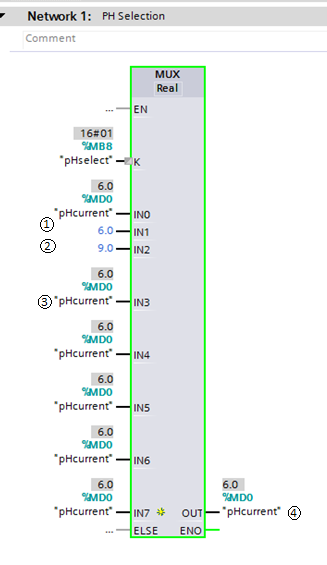 Network 1: PH Selection
Comment
MUX
Real
... EN
16#01
%MB8
"pHselect" K
6.0
%MD0
"pHcurrent" IN0
① 6.0 IN1
② 9.0 IN2
6.0
%MD0
③ "pHcurrent" IN3
6.0
%MD0
"pHcurrent" IN4
6.0
%MD0
"pHcurrent" IN5
6.0
%MD0
"pHcurrent" IN6
6.0 6.0
%MD0 %MD0
"pHcurrent" IN7 OUT "pHcurrent" ④
... ELSE ENO